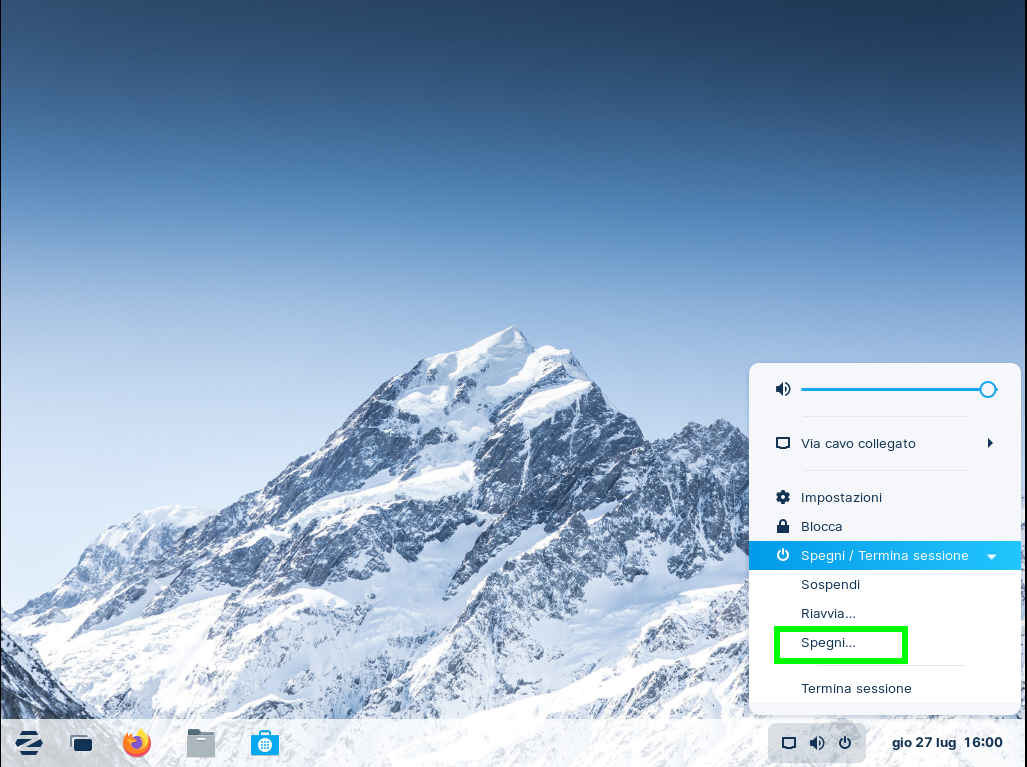 Via cavo collegato
Impostazioni
Blocca
Spegni / Termina sessione
Sospendi
Riavvia...
Spegni...
Termina sessione
gio 27 lug 16:00